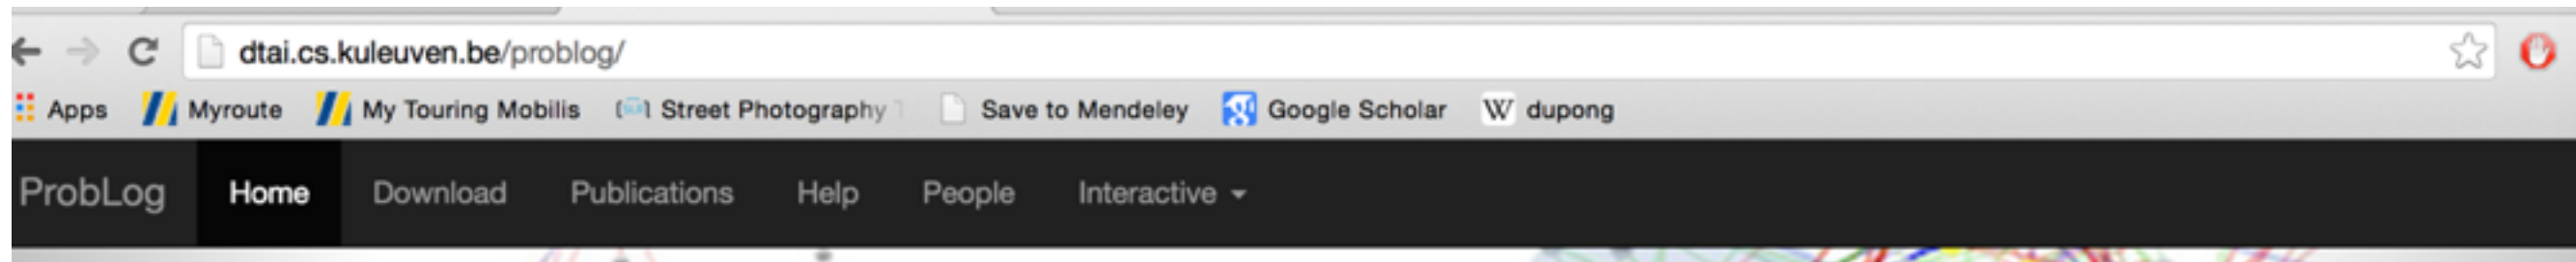 dtai.cs.kuleuven.be/problog/
Apps Myroute My Touring Mobilis Street Photography Save to Mendeley Google Scholar W dupong
ProbLog Home Download Publications Help People Interactive